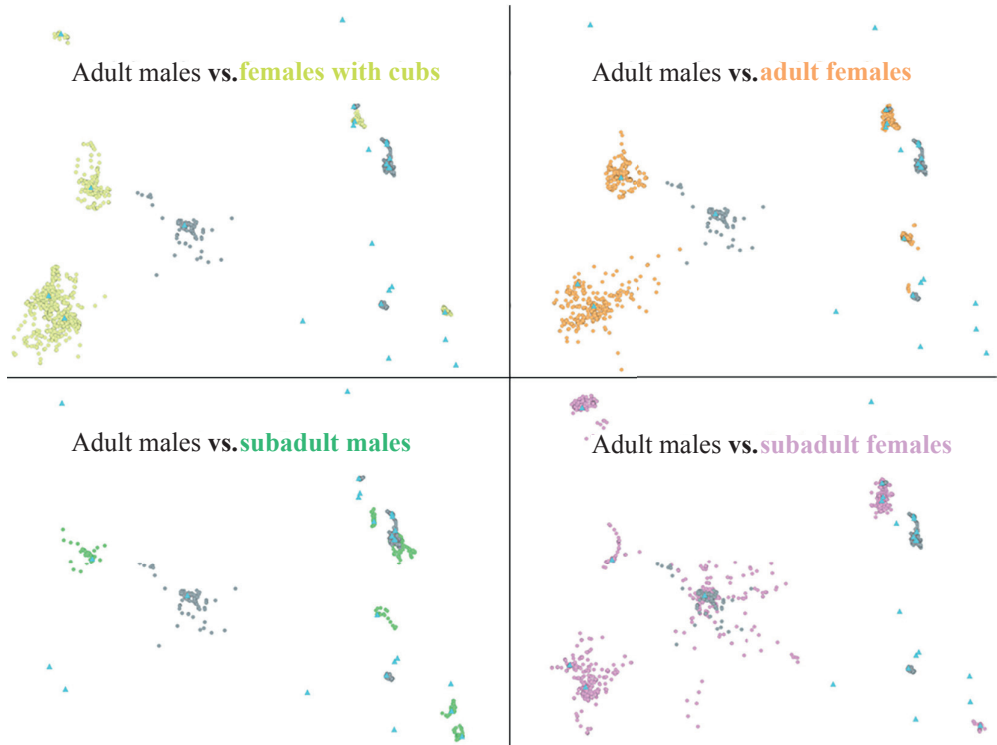 Adult males vs.females with cubs
Adult males vs.adult females
Adult males vs.subadult males
Adult males vs.subadult females